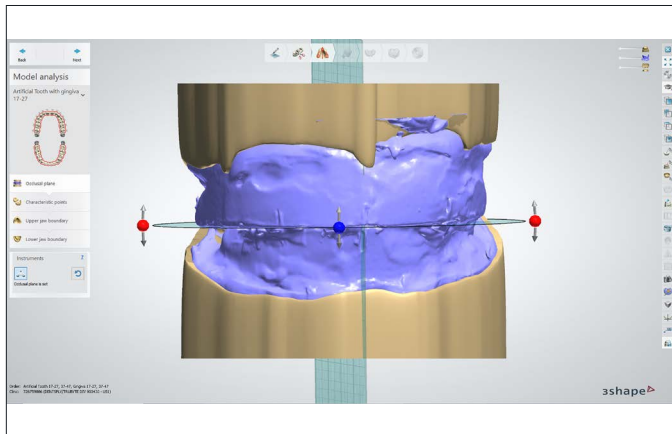 Back
Next
Model analysis
Artificial Tooth with gingiva
17-27
Occlusal plane
Characteristic points
Upper jaw boundary
Lower jaw boundary
Instruments
?
Occlusal plane is set
3shape